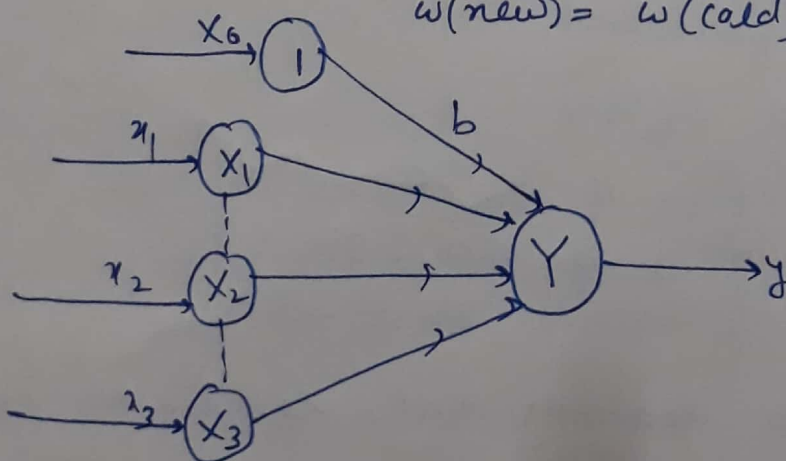 w(new) = w(old)
x₀ 1
b
x₁ X₁
Y y
x₂ X₂
x₃ X₃